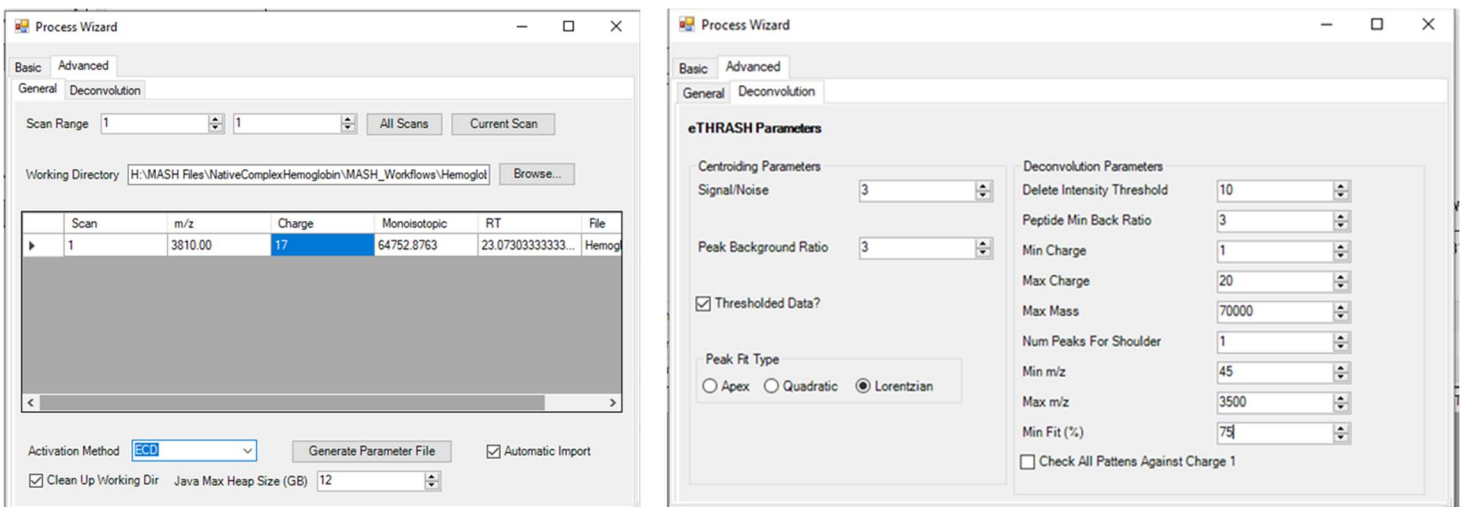 Process Wizard
Basic Advanced
General Deconvolution
Scan Range 1 1 All Scans Current Scan
Working Directory H:\MASH Files\NativeComplexHemoglobin\MASH_Workflows\Hemoglob Browse...
Scan m/z Charge Monoisotopic RT File
1 3810.00 17 64752.8763 23.07303333333... Hemogl
Activation Method ECD Generate Parameter File Automatic Import
Clean Up Working Dir Java Max Heap Size (GB) 12
Process Wizard
Basic Advanced
General Deconvolution
eTHRASH Parameters
Centroiding Parameters
Signal/Noise 3
Peak Background Ratio 3
Thresholded Data?
Peak Fit Type
Apex Quadratic Lorentzian
Deconvolution Parameters
Delete Intensity Threshold 10
Peptide Min Back Ratio 3
Min Charge 1
Max Charge 20
Max Mass 70000
Num Peaks For Shoulder 1
Min m/z 45
Max m/z 3500
Min Fit (%) 75
Check All Pattens Against Charge 1